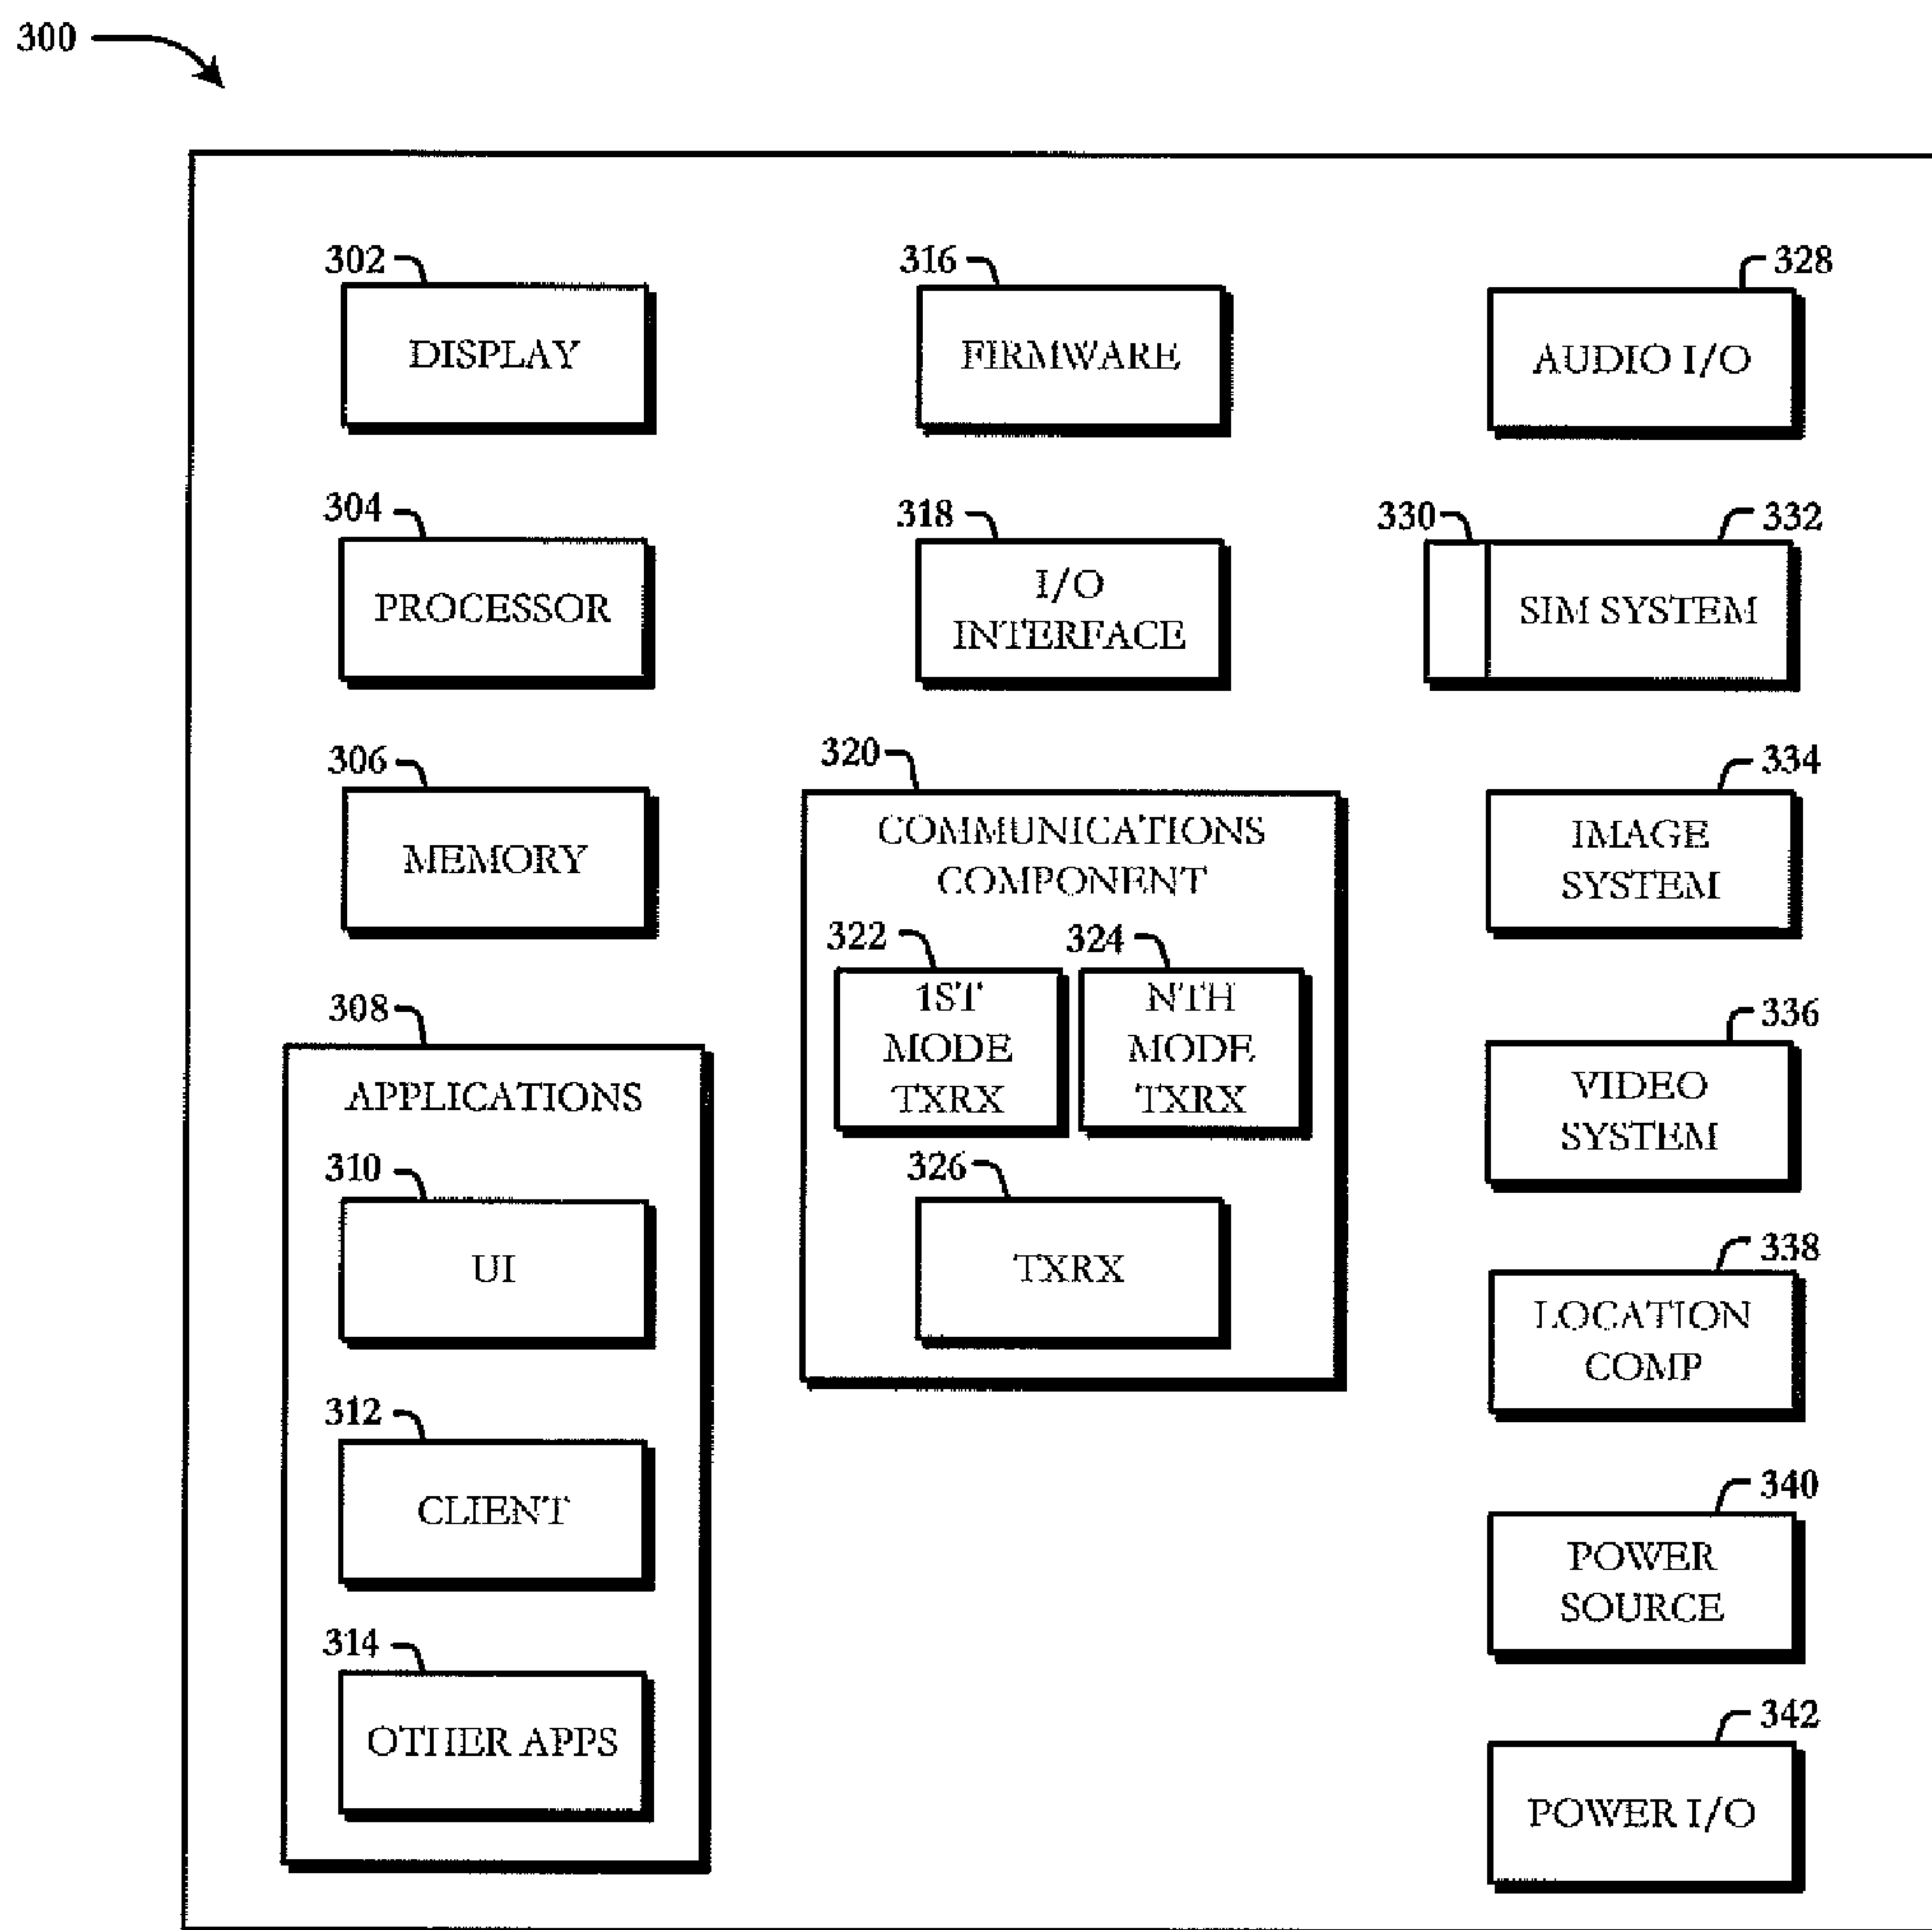 300
302
DISPLAY
304
PROCESSOR
306
MEMORY
308
APPLICATIONS
310
UI
312
CLIENT
314
OTHER APPS
316
FIRMWARE
318
I/O
INTERFACE
320
COMMUNICATIONS
COMPONENT
322
1ST
MODE
TXRX
324
NTH
MODE
TXRX
326
TXRX
328
AUDIO I/O
330
332
SIM SYSTEM
334
IMAGE
SYSTEM
336
VIDEO
SYSTEM
338
LOCATION
COMP
340
POWER
SOURCE
342
POWER I/O